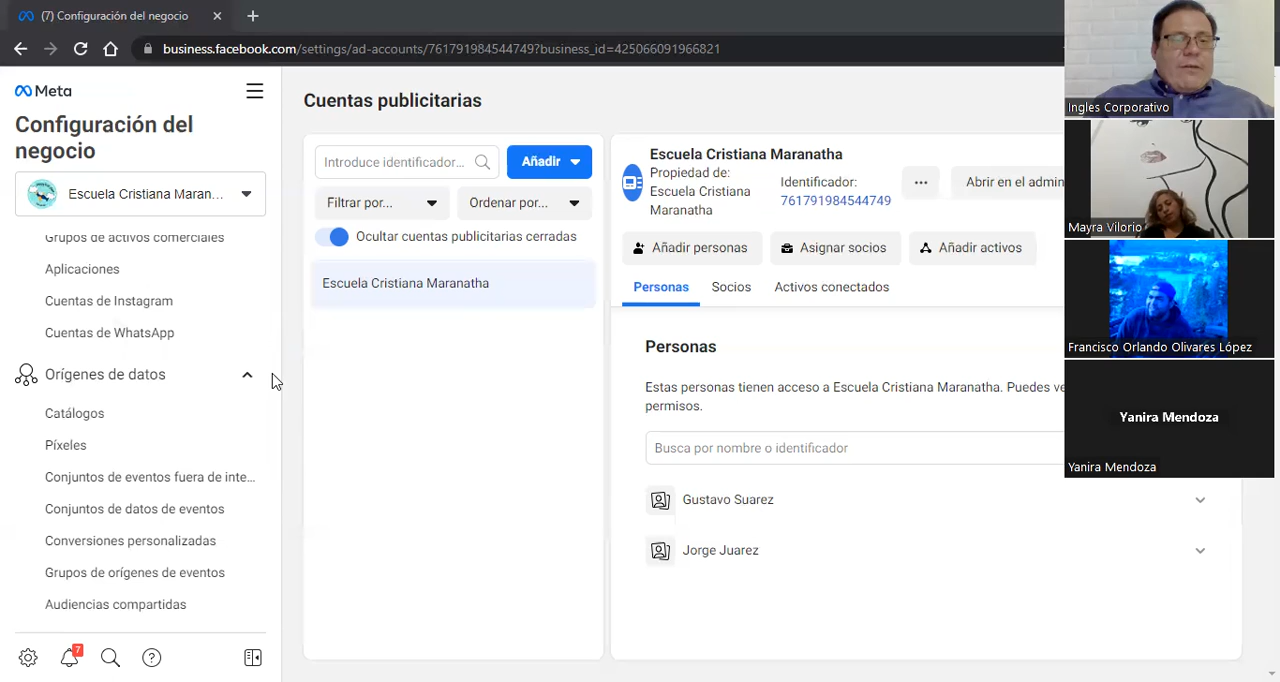 (7) Configuración del negocio
business.facebook.com/settings/ad-accounts/761791984544749?business_id=425066091966821
Meta
Configuración del
negocio
Escuela Cristiana Maran...
Grupos de activos comerciales
Aplicaciones
Cuentas de Instagram
Cuentas de WhatsApp
Orígenes de datos
Catálogos
Píxeles
Conjuntos de eventos fuera de inte...
Conjuntos de datos de eventos
Conversiones personalizadas
Grupos de orígenes de eventos
Audiencias compartidas
7
Cuentas publicitarias
Introduce identificador...
Añadir
Filtrar por...
Ordenar por...
Ocultar cuentas publicitarias cerradas
Escuela Cristiana Maranatha
Escuela Cristiana Maranatha
Propiedad de:
Escuela Cristiana
Maranatha
Identificador:
761791984544749
Abrir en el admin
Añadir personas
Asignar socios
Añadir activos
Personas
Socios
Activos conectados
Personas
Estas personas tienen acceso a Escuela Cristiana Maranatha. Puedes ve
permisos.
Busca por nombre o identificador
Gustavo Suarez
Jorge Juarez
Ingles Corporativo
Mayra Vilorio
Francisco Orlando Olivares López
Yanira Mendoza
Yanira Mendoza